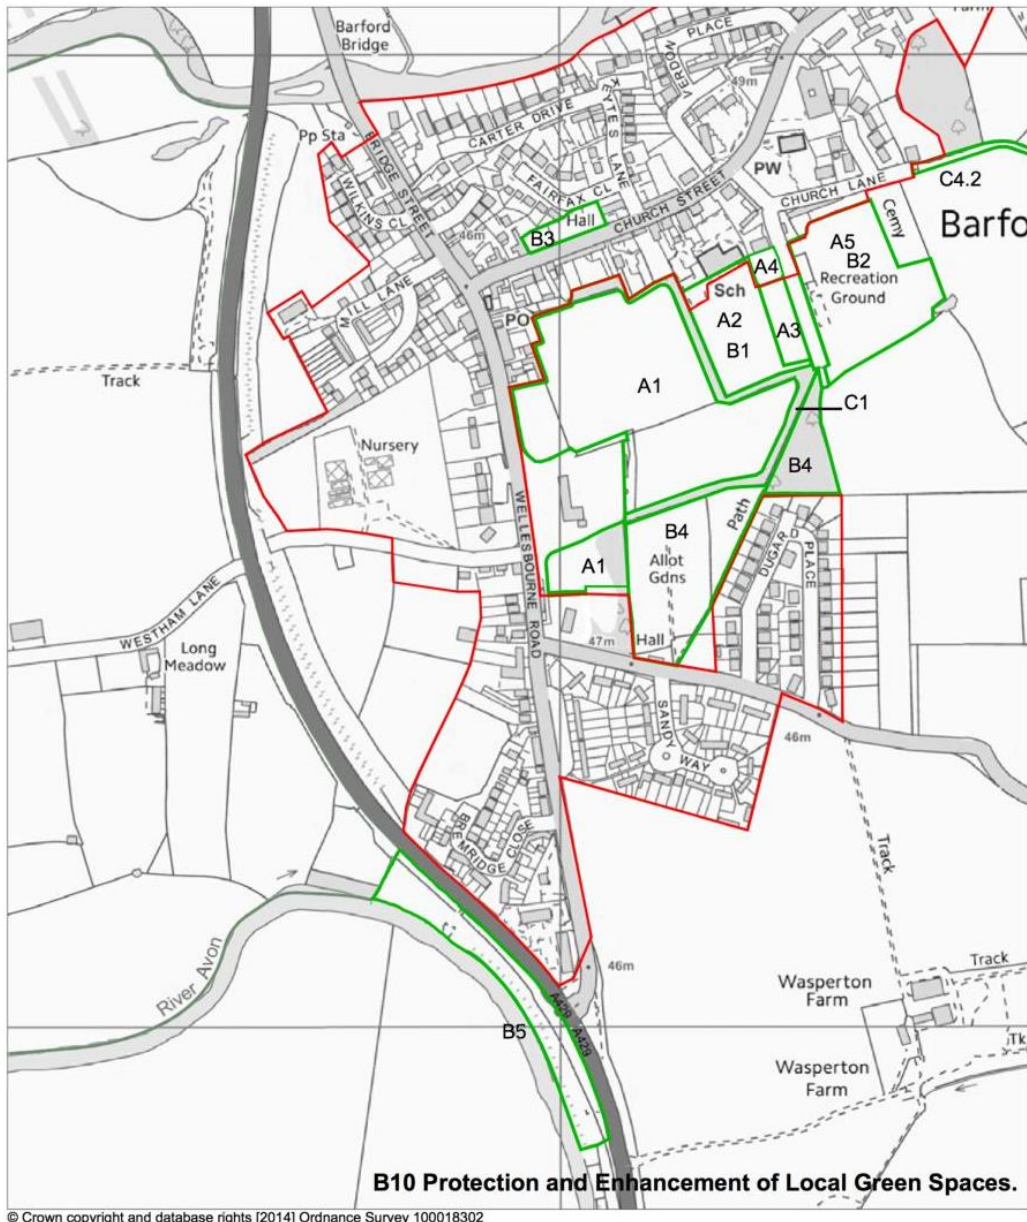 Barford
Bridge
Farm
PLACE
VERDON
49m
KEYTES
LANE
CARTER DRIVE
Pp Sta
BRIDGE STREET
WILKINS CL
FAIRFAX CL
PW
C4.2
CHURCH LANE
Hall
B3
CHURCH STREET
46m
Cemy
Barfo
A5
B2
A4
Recreation
Ground
MILL LANE
Sch
PO
A2
B1
A3
Track
A1
C1
Nursery
B4
WELLESBOURNE ROAD
Path
B4
DUGARD
PLACE
Allot
Gdns
A1
WESTHAM LANE
Hall
47m
Long
Meadow
SANDY
WAY
46m
BREMRIDGE CLOSE
Track
River Avon
46m
Track
Wasperton
Farm
A429
A429
B5
Tk
Wasperton
Farm
B10 Protection and Enhancement of Local Green Spaces.
© Crown copyright and database rights [2014] Ordnance Survey 100018302